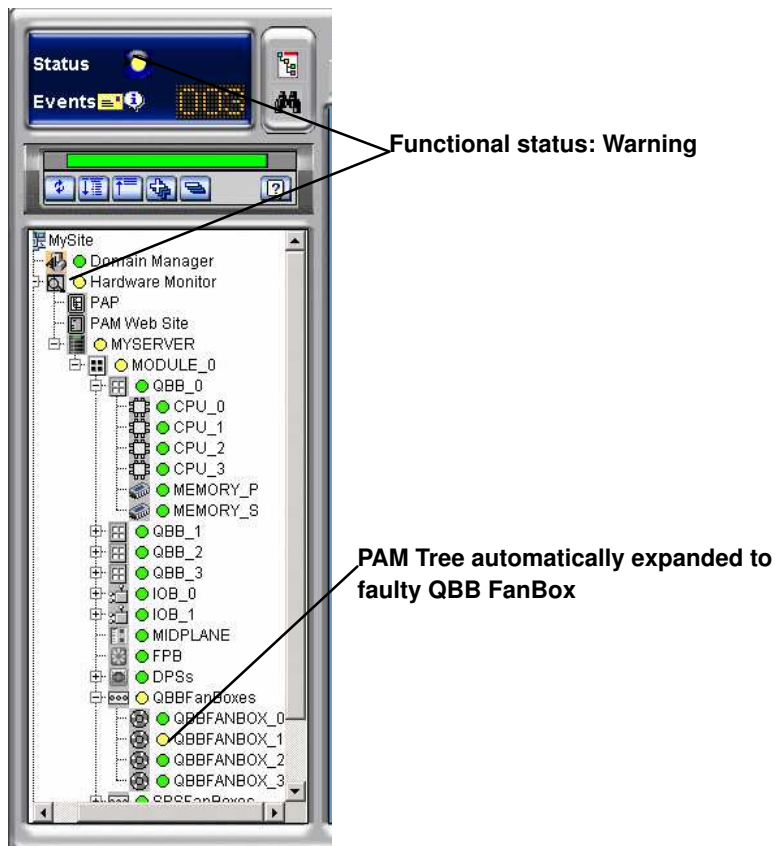 Status
Events
009
Functional status: Warning
MySite
Domain Manager
Hardware Monitor
PAP
PAM Web Site
MYSERVER
MODULE_0
QBB_0
CPU_0
CPU_1
CPU_2
CPU_3
MEMORY_P
MEMORY_S
QBB_1
QBB_2
QBB_3
IOB_0
IOB_1
MIDPLANE
FPB
DPSs
QBBFanBoxes
QBBFANBOX_0
QBBFANBOX_1
QBBFANBOX_2
QBBFANBOX_3
PAM Tree automatically expanded to
faulty QBB FanBox